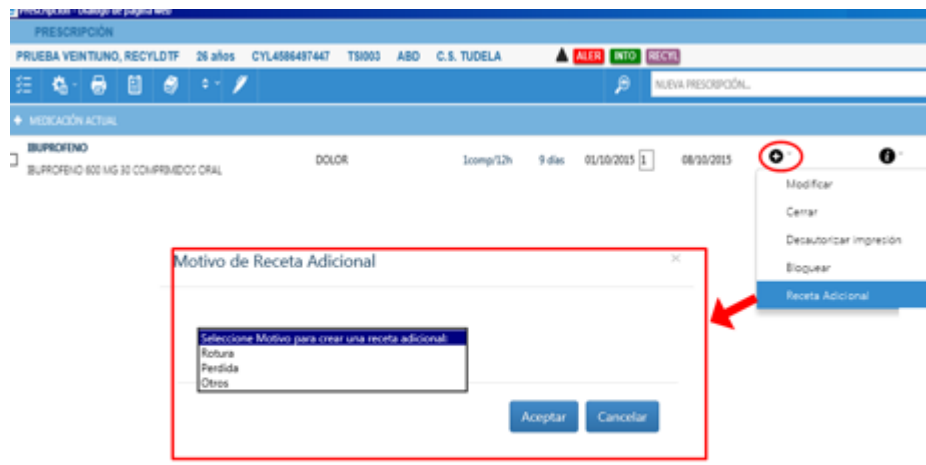 Prescripción - Diálogo de página web
PRESCRIPCIÓN
PRUEBA VEINTIUNO, RECYLDTF 26 años CYL4586497447 TSI003 ABD C.S. TUDELA ALER INTO RECYL
NUEVA PRESCRIPCIÓN...
MEDICACIÓN ACTUAL
IBUPROFENO
IBUPROFENO 600 MG 30 COMPRIMIDOS ORAL DOLOR 1comp/12h 9 días 01/10/2015 1 08/10/2015
Modificar
Cerrar
Desautorizar impresión
Bloquear
Receta Adicional
Motivo de Receta Adicional ×
Seleccione Motivo para crear una receta adicional:
Rotura
Perdida
Otros
Aceptar Cancelar